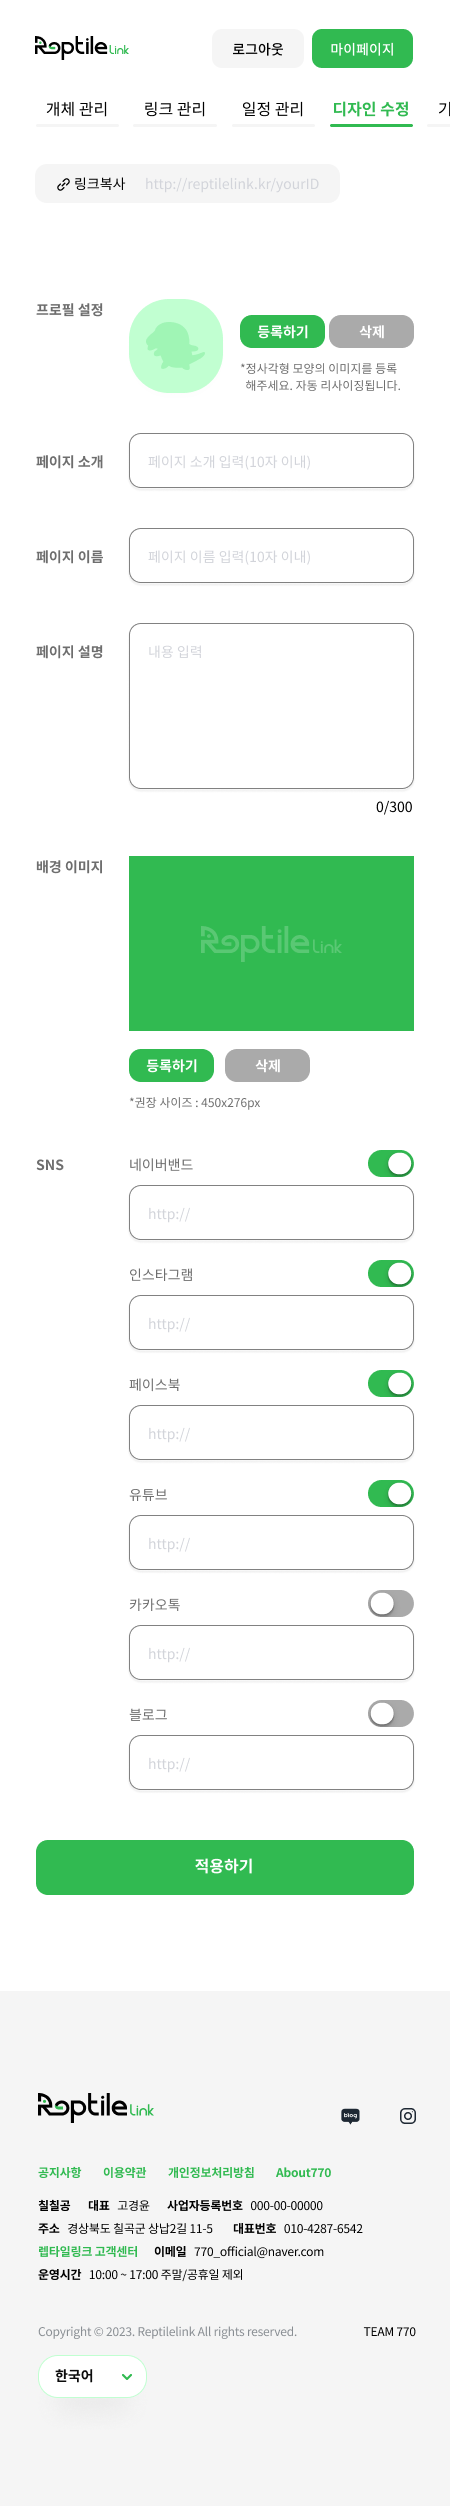 Reptile Link
로그아웃 마이페이지
개체 관리 링크 관리 일정 관리 디자인 수정
링크복사 http://reptilelink.kr/yourID
프로필 설정
등록하기 삭제
*정사각형 모양의 이미지를 등록
해주세요. 자동 리사이징됩니다.
페이지 소개 페이지 소개 입력(10자 이내)
페이지 이름 페이지 이름 입력(10자 이내)
페이지 설명 내용 입력
0/300
배경 이미지
Reptile Link
등록하기 삭제
*권장 사이즈 : 450x276px
SNS 네이버밴드
http://
인스타그램
http://
페이스북
http://
유튜브
http://
카카오톡
http://
블로그
http://
적용하기
Reptile Link
blog
공지사항 이용약관 개인정보처리방침 About770
칠칠공 대표 고경윤 사업자등록번호 000-00-00000
주소 경상북도 칠곡군 상납2길 11-5 대표번호 010-4287-6542
렙타일링크 고객센터 이메일 770_official@naver.com
운영시간 10:00 ~ 17:00 주말/공휴일 제외
Copyright © 2023. Reptilelink All rights reserved. TEAM 770
한국어